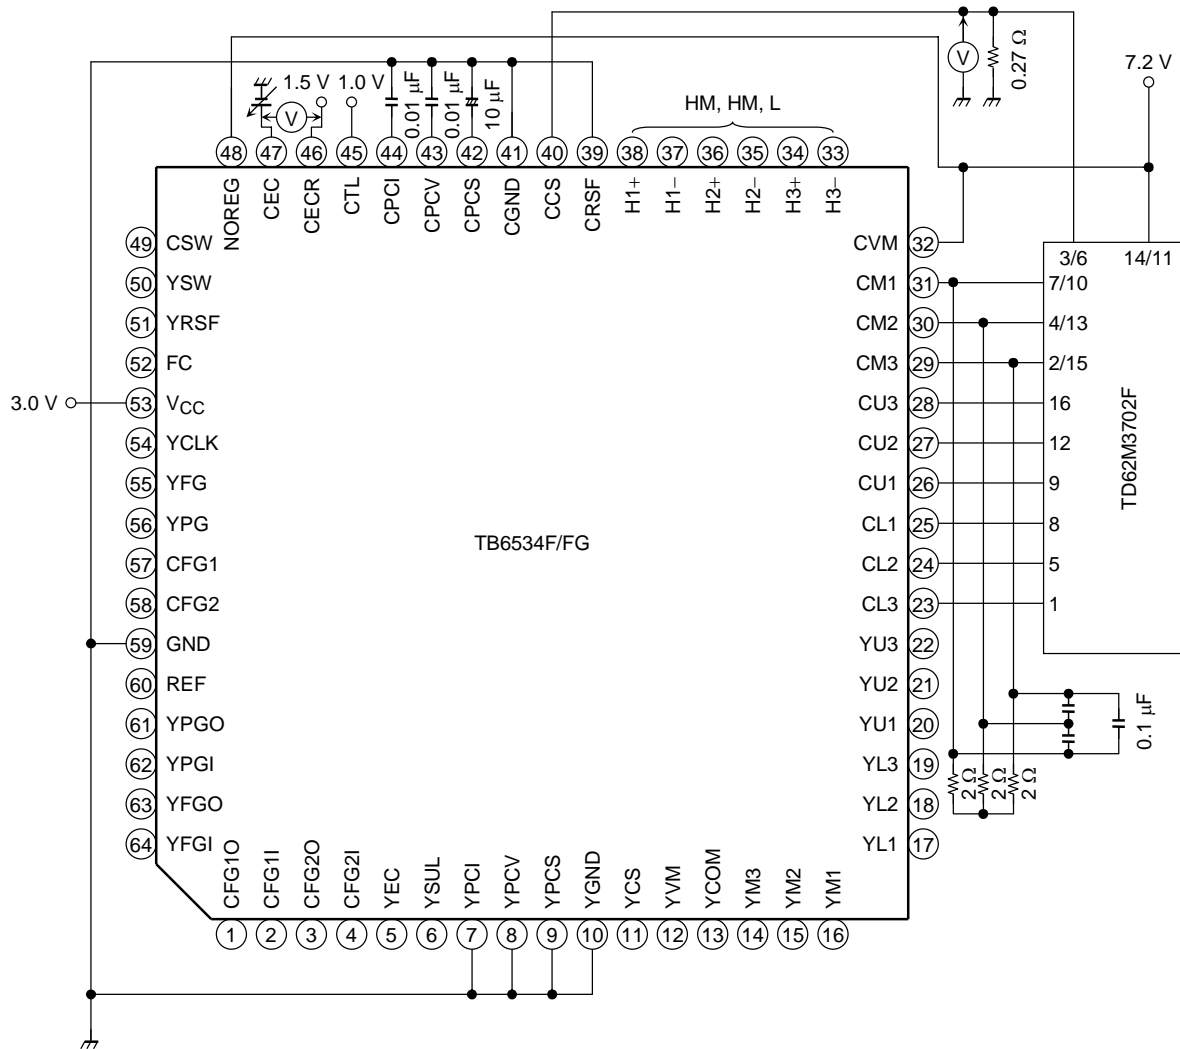 0.27 Ω
V
7.2 V
1.5 V 1.0 V
V
0.01 μF
0.01 μF
10 μF
HM, HM, L
48 47 46 45 44 43 42 41 40 39 38 37 36 35 34 33
NOREG
CEC
CECR
CTL
CPCI
CPCV
CPCS
CGND
CCS
CRSF
H1+
H1−
H2+
H2−
H3+
H3−
49 CSW
50 YSW
51 YRSF
52 FC
3.0 V 53 VCC
54 YCLK
55 YFG
56 YPG
57 CFG1
58 CFG2
59 GND
60 REF
61 YPGO
62 YPGI
63 YFGO
64 YFGI
TB6534F/FG
CVM 32
CM1 31
CM2 30
CM3 29
CU3 28
CU2 27
CU1 26
CL1 25
CL2 24
CL3 23
YU3 22
YU2 21
YU1 20
YL3 19
YL2 18
YL1 17
3/6 14/11
7/10
4/13
2/15
16
12
9
8
5
1
TD62M3702F
0.1 μF
2 Ω
2 Ω
2 Ω
CFG1O
CFG1I
CFG2O
CFG2I
YEC
YSUL
YPCI
YPCV
YPCS
YGND
YCS
YVM
YCOM
YM3
YM2
YM1
1 2 3 4 5 6 7 8 9 10 11 12 13 14 15 16